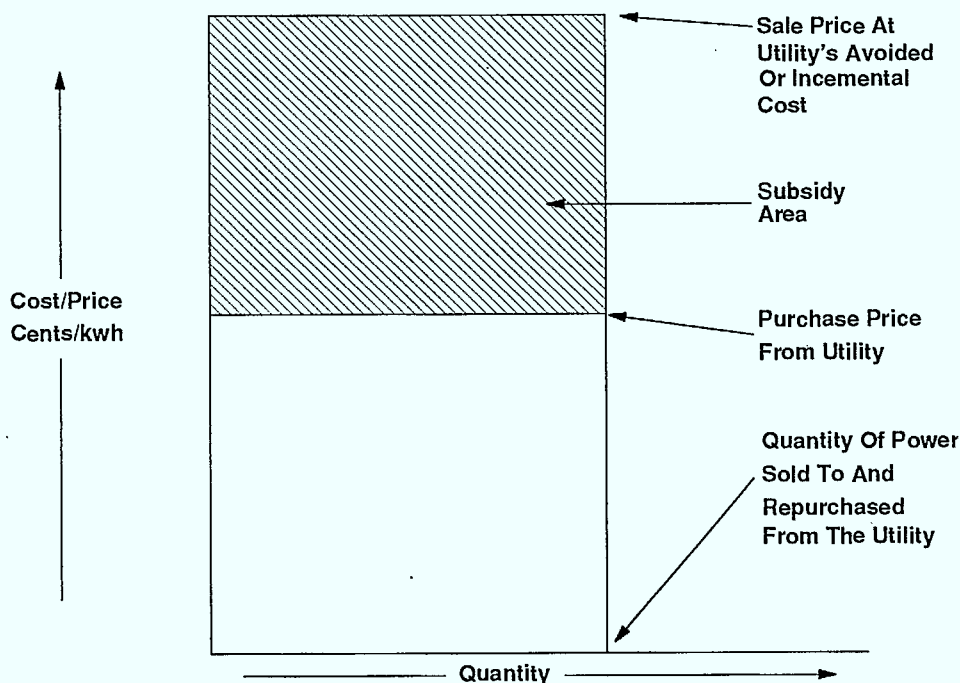 Sale Price At
Utility's Avoided
Or Incemental
Cost
Subsidy
Area
Cost/Price
Cents/kwh
Purchase Price
From Utility
Quantity Of Power
Sold To And
Repurchased
From The Utility
Quantity